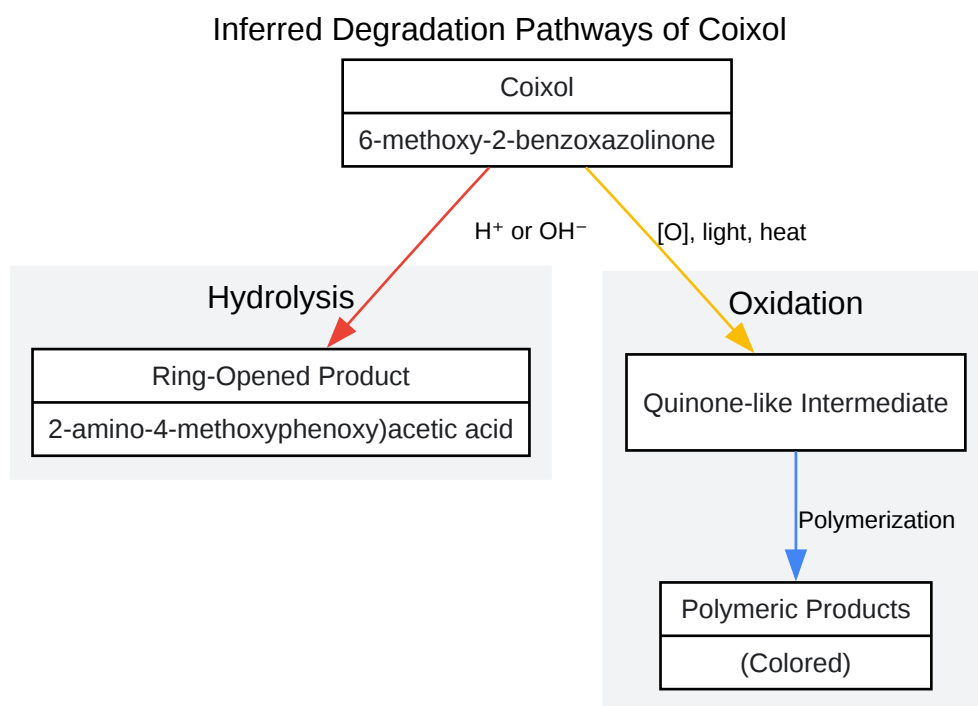 Inferred Degradation Pathways of Coixol
Coixol
6-methoxy-2-benzoxazolinone
H⁺ or OH⁻
[O], light, heat
Hydrolysis
Ring-Opened Product
2-amino-4-methoxyphenoxy)acetic acid
Oxidation
Quinone-like Intermediate
Polymerization
Polymeric Products
(Colored)